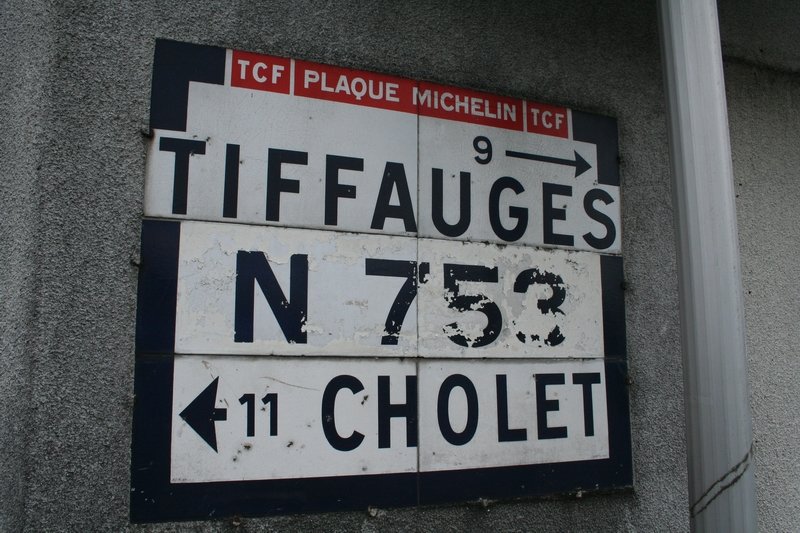 TCF PLAQUE MICHELIN TCF
9
TIFFAUGES
N 753
11 CHOLET